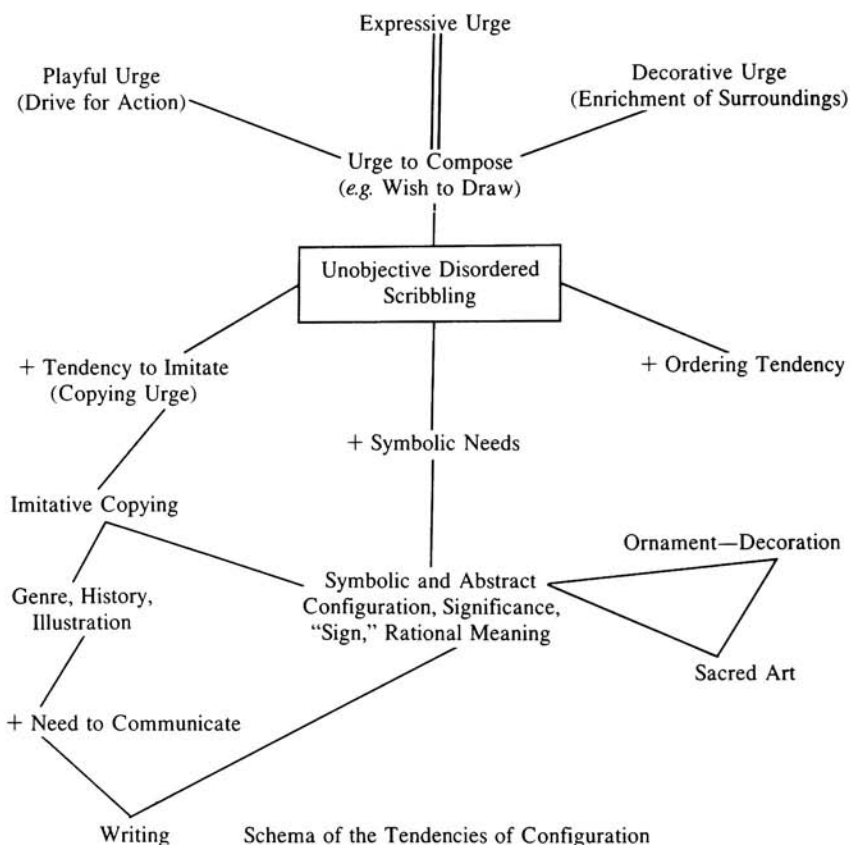 Expressive Urge
Playful Urge
(Drive for Action)
Decorative Urge
(Enrichment of Surroundings)
Urge to Compose
(e.g. Wish to Draw)
Unobjective Disordered
Scribbling
+ Tendency to Imitate
(Copying Urge)
+ Ordering Tendency
+ Symbolic Needs
Imitative Copying
Ornament—Decoration
Genre, History,
Illustration
Symbolic and Abstract
Configuration, Significance,
“Sign,” Rational Meaning
Sacred Art
+ Need to Communicate
Writing
Schema of the Tendencies of Configuration